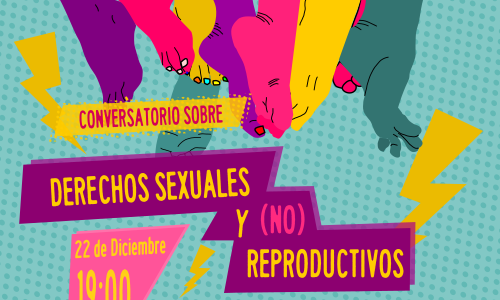 CONVERSATORIO SOBRE
DERECHOS SEXUALES
Y (NO)
REPRODUCTIVOS
22 de Diciembre
19:00